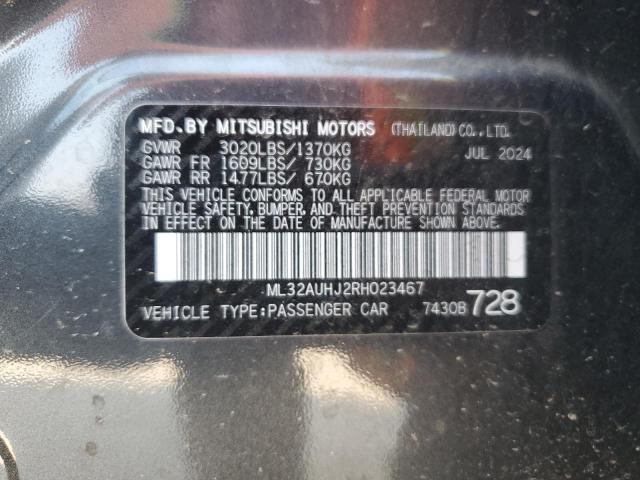 MFD. BY MITSUBISHI MOTORS (THAILAND) CO., LTD.
GVWR 3020LBS/1370KG JUL 2024
GAWR FR 1609LBS/ 730KG
GAWR RR 1477LBS/ 670KG
THIS VEHICLE CONFORMS TO ALL APPLICABLE FEDERAL MOTOR
VEHICLE SAFETY, BUMPER, AND THEFT PREVENTION STANDARDS
IN EFFECT ON THE DATE OF MANUFACTURE SHOWN ABOVE.
ML32AUHJ2RH023467
VEHICLE TYPE:PASSENGER CAR 7430B 728